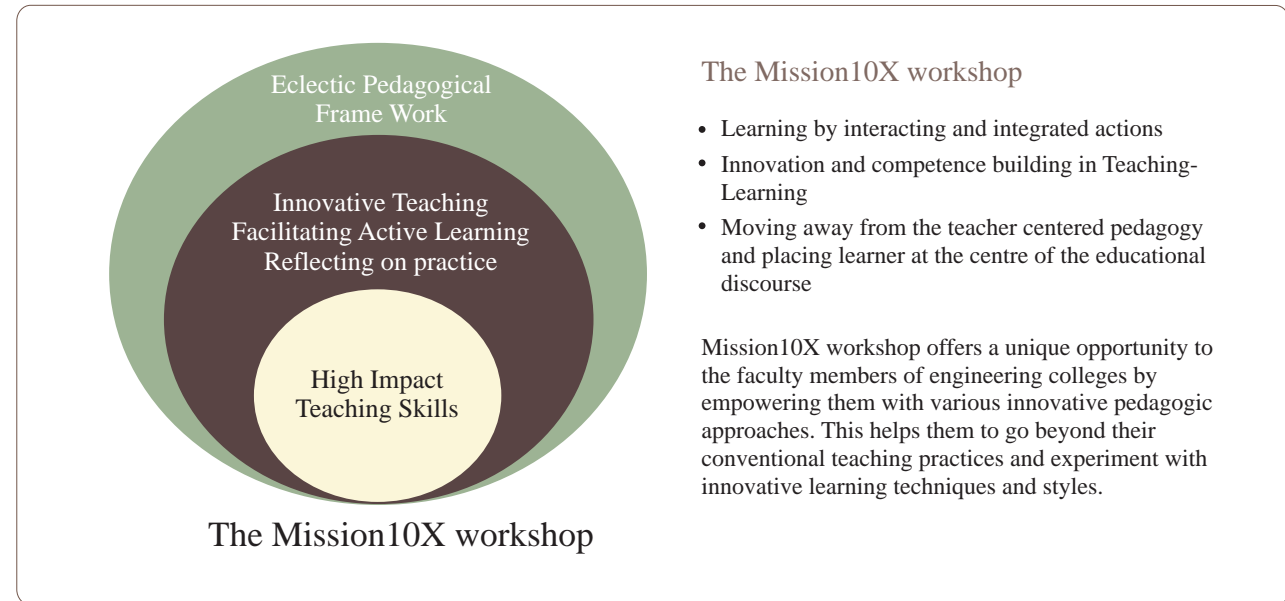 Eclectic Pedagogical
Frame Work
Innovative Teaching
Facilitating Active Learning
Reflecting on practice
High Impact
Teaching Skills
The Mission10X workshop
The Mission10X workshop
• Learning by interacting and integrated actions
• Innovation and competence building in Teaching-
Learning
• Moving away from the teacher centered pedagogy
and placing learner at the centre of the educational
discourse
Mission10X workshop offers a unique opportunity to
the faculty members of engineering colleges by
empowering them with various innovative pedagogic
approaches. This helps them to go beyond their
conventional teaching practices and experiment with
innovative learning techniques and styles.